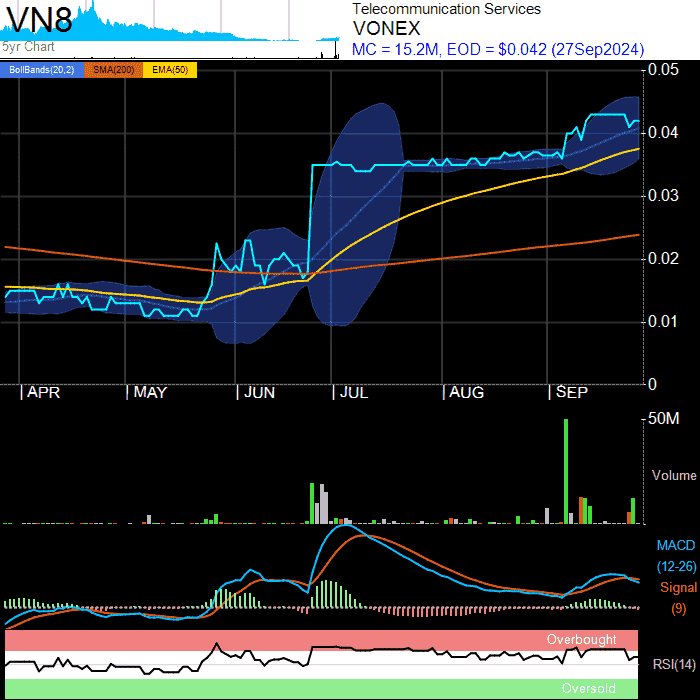 VN8
5yr Chart
Telecommunication Services
VONEX
MC = 15.2M, EOD = $0.042 (27Sep2024)
BollBands(20,2) SMA(200) EMA(50)
0.05
0.04
0.03
0.02
0.01
0
APR MAY JUN JUL AUG SEP
50M
Volume
MACD
(12-26)
Signal
(9)
Overbought
RSI(14)
Oversold